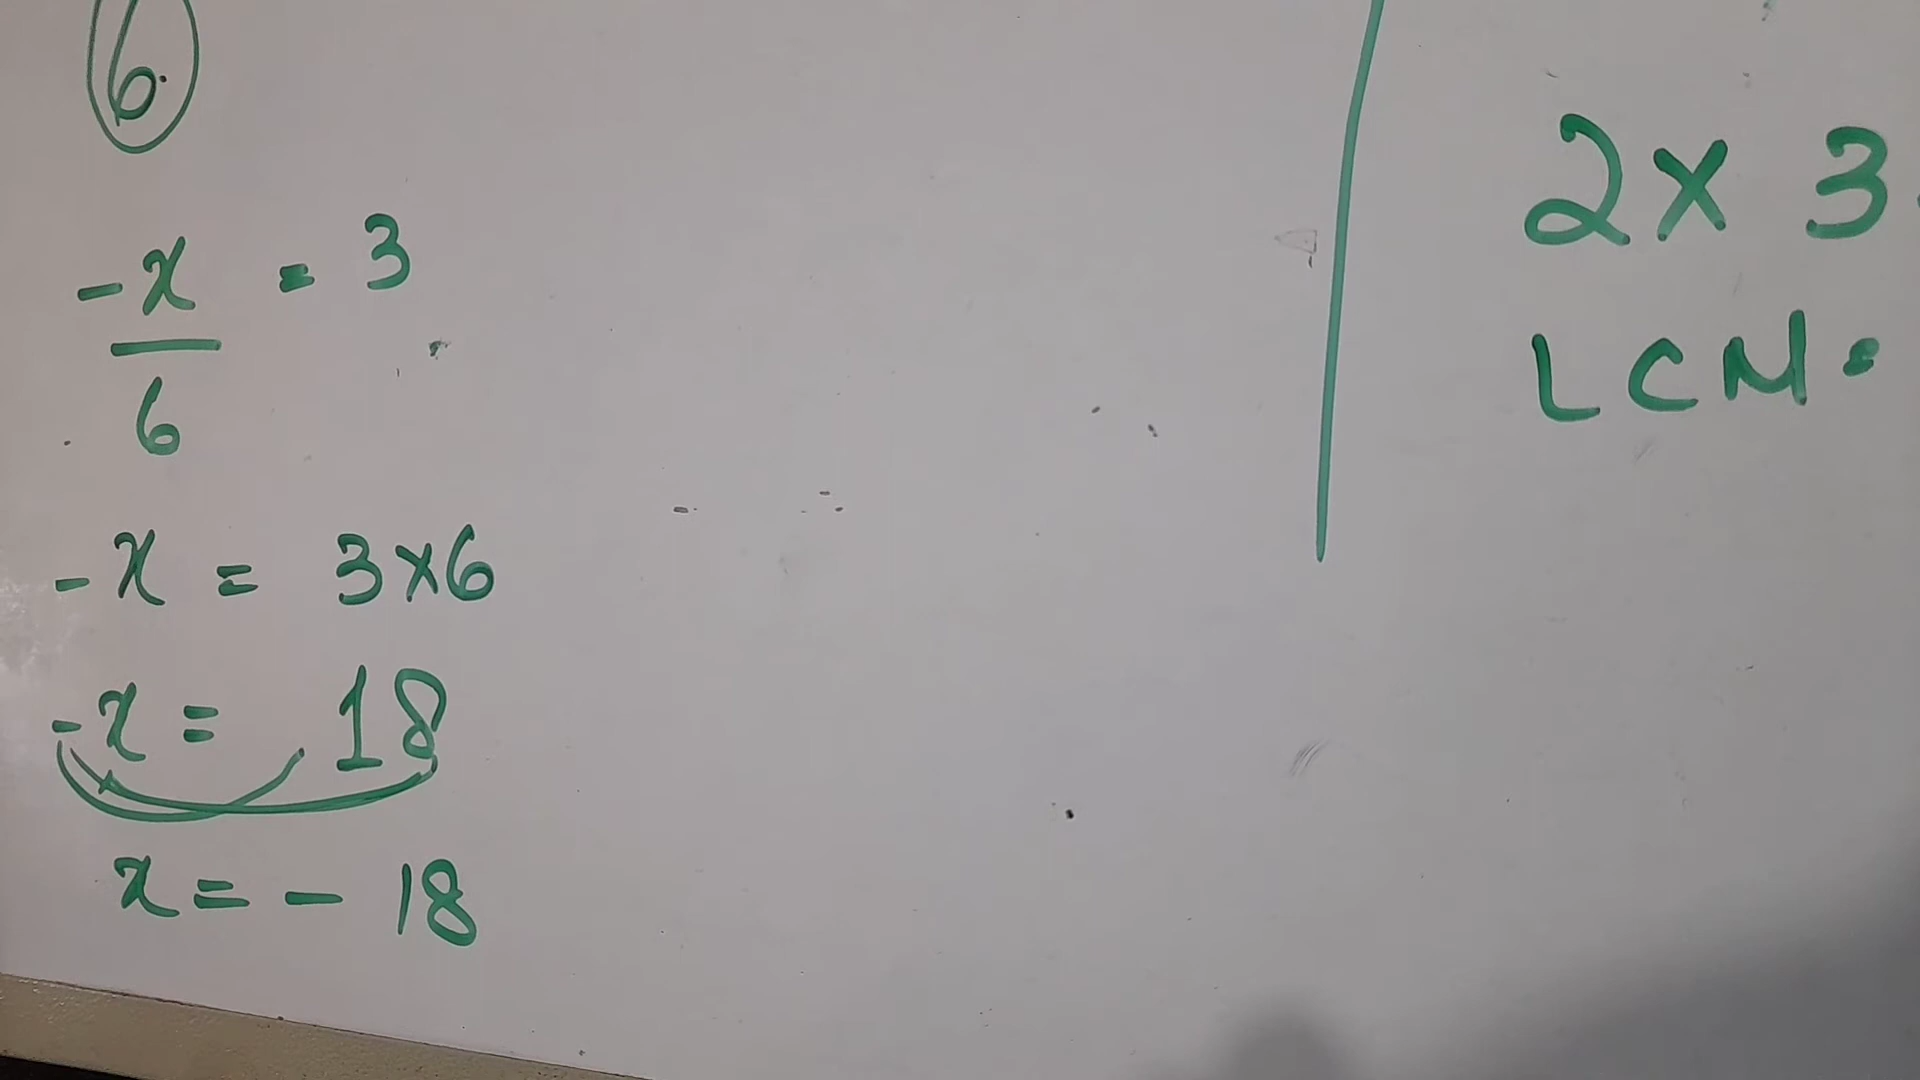 6.
-x/6 = 3
-x = 3×6
-x = 18
x = - 18
2 × 3
LCM =